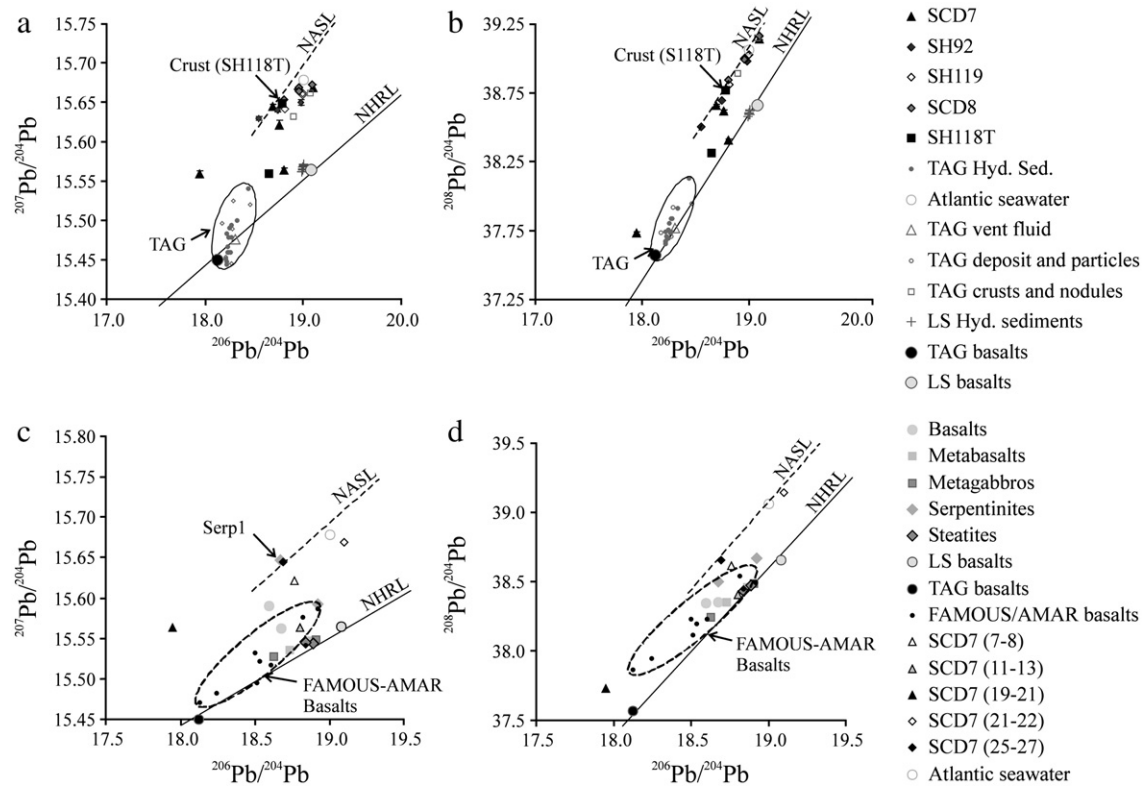 a
15.75
15.70
15.65
15.60
15.55
15.50
15.45
15.40
²⁰⁷Pb/²⁰⁴Pb
NASL
NHRL
Crust (SH118T)
TAG
17.0 18.0 19.0 20.0
²⁰⁶Pb/²⁰⁴Pb
b
39.25
38.75
38.25
37.75
37.25
²⁰⁸Pb/²⁰⁴Pb
NASL
NHRL
Crust (S118T)
TAG
17.0 18.0 19.0 20.0
²⁰⁶Pb/²⁰⁴Pb
SCD7
SH92
SH119
SCD8
SH118T
TAG Hyd. Sed.
Atlantic seawater
TAG vent fluid
TAG deposit and particles
TAG crusts and nodules
LS Hyd. sediments
TAG basalts
LS basalts
c
15.80
15.75
15.70
15.65
15.60
15.55
15.50
15.45
²⁰⁷Pb/²⁰⁴Pb
NASL
NHRL
Serp1
FAMOUS-AMAR
Basalts
17.5 18.0 18.5 19.0 19.5
²⁰⁶Pb/²⁰⁴Pb
d
39.5
39.0
38.5
38.0
37.5
²⁰⁸Pb/²⁰⁴Pb
NASL
NHRL
FAMOUS-AMAR
Basalts
17.5 18.0 18.5 19.0 19.5
²⁰⁶Pb/²⁰⁴Pb
Basalts
Metabasalts
Metagabbros
Serpentinites
Steatites
LS basalts
TAG basalts
FAMOUS/AMAR basalts
SCD7 (7-8)
SCD7 (11-13)
SCD7 (19-21)
SCD7 (21-22)
SCD7 (25-27)
Atlantic seawater